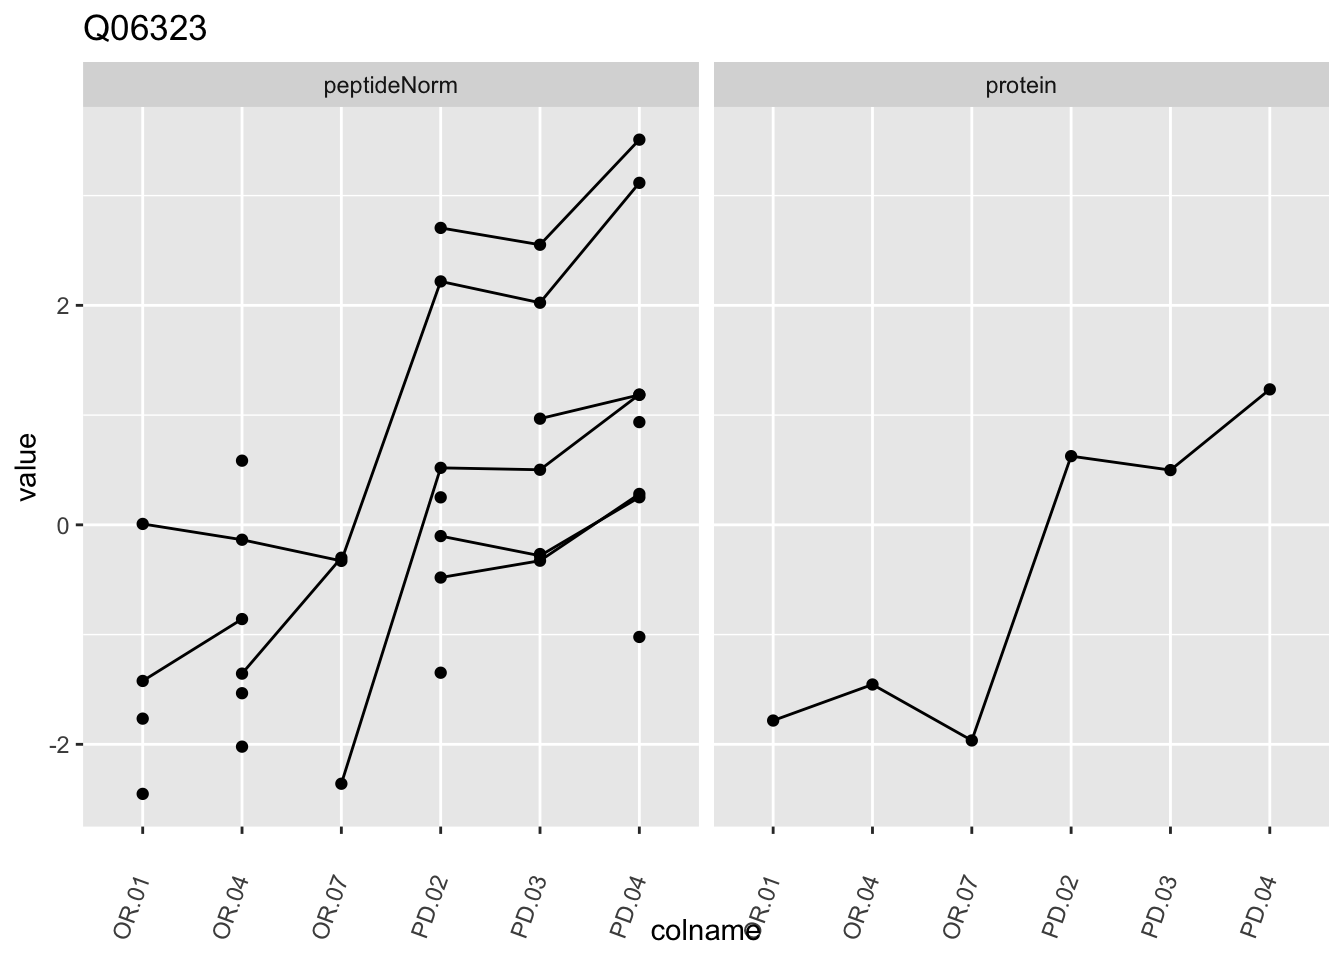 Q06323
peptideNorm
protein
value
2
0
-2
OR.01
OR.04
OR.07
PD.02
PD.03
PD.04
OR.01
OR.04
OR.07
PD.02
PD.03
PD.04
colname